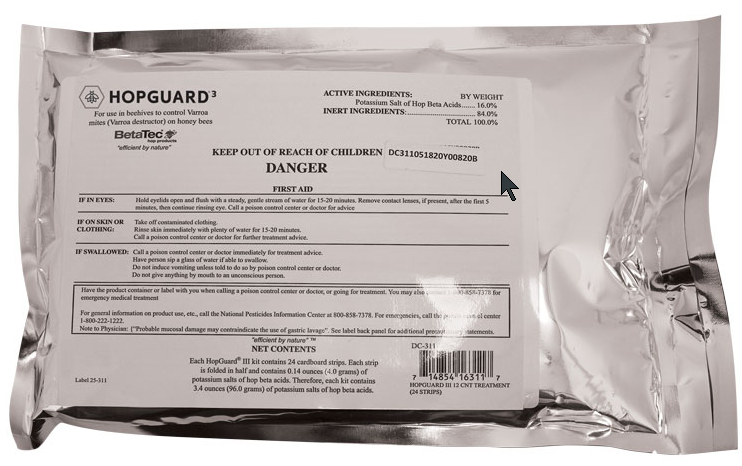 HOPGUARD 3
For use in beehives to control Varroa
mites (Varroa destructor) on honey bees
BetaTec
hop products
"efficient by nature"
ACTIVE INGREDIENTS: BY WEIGHT
Potassium Salt of Hop Beta Acids...... 16.0%
INERT INGREDIENTS:........................ 84.0%
TOTAL 100.0%
KEEP OUT OF REACH OF CHILDREN
DC311051820Y00820B
DANGER
FIRST AID
IF IN EYES: Hold eyelids open and flush with a steady, gentle stream of water for 15-20 minutes. Remove contact lenses, if present, after the first 5
minutes, then continue rinsing eye. Call a poison control center or doctor for advice
IF ON SKIN OR CLOTHING: Take off contaminated clothing.
Rinse skin immediately with plenty of water for 15-20 minutes.
Call a poison control center or doctor for further treatment advice.
IF SWALLOWED: Call a poison control center or doctor immediately for treatment advice.
Have person sip a glass of water if able to swallow.
Do not induce vomiting unless told to do so by poison control center or doctor.
Do not give anything by mouth to an unconscious person.
Have the product container or label with you when calling a poison control center or doctor, or going for treatment. You may also contact 1-800-858-7378 for
emergency medical treatment
For general information on product use, etc., call the National Pesticides Information Center at 800-858-7378. For emergencies, call the poison control center
1-800-222-1222.
Note to Physician: ("Probable mucosal damage may contraindicate the use of gastric lavage". See label back panel for additional precautionary statements.
"efficient by nature" ™
NET CONTENTS
Each HopGuard® III kit contains 24 cardboard strips. Each strip
is folded in half and contains 0.14 ounces (4.0 grams) of
potassium salts of hop beta acids. Therefore, each kit contains
3.4 ounces (96.0 grams) of potassium salts of hop beta acids.
Label 25-311
DC-311
7 14854 16311 7
HOPGUARD III 12 CNT TREATMENT
(24 STRIPS)